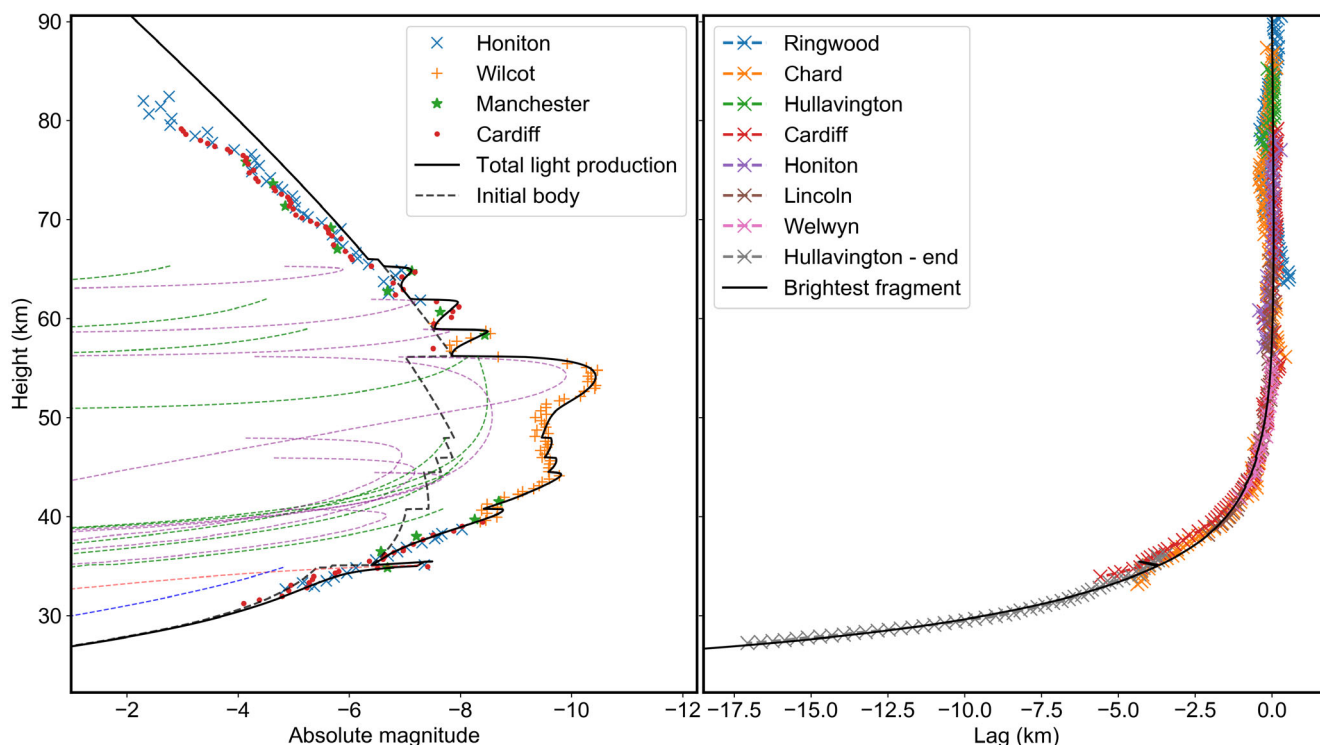 Height (km)
90
80
70
60
50
40
30
−2
−4
−6
−8
−10
−12
Absolute magnitude
Honiton
Wilcot
Manchester
Cardiff
Total light production
Initial body
Ringwood
Chard
Hullavington
Cardiff
Honiton
Lincoln
Welwyn
Hullavington - end
Brightest fragment
−17.5
−15.0
−12.5
−10.0
−7.5
−5.0
−2.5
0.0
Lag (km)